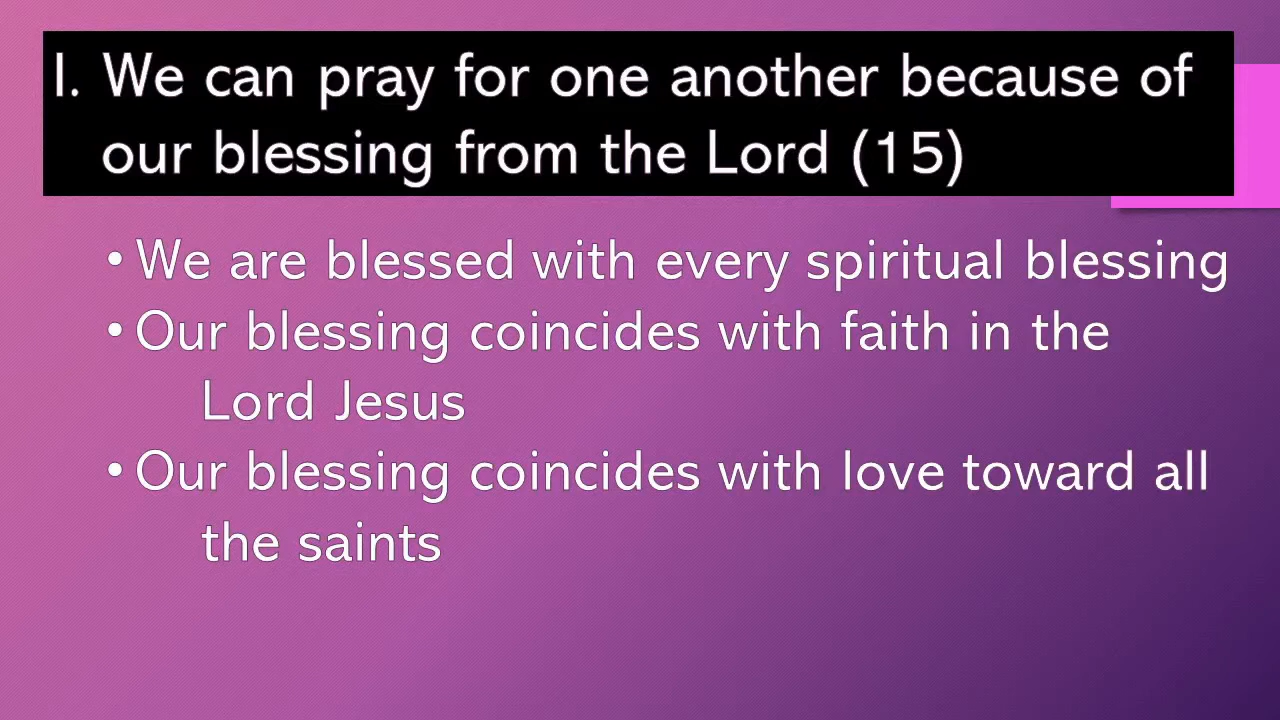 I. We can pray for one another because of
our blessing from the Lord (15)
• We are blessed with every spiritual blessing
• Our blessing coincides with faith in the
Lord Jesus
• Our blessing coincides with love toward all
the saints